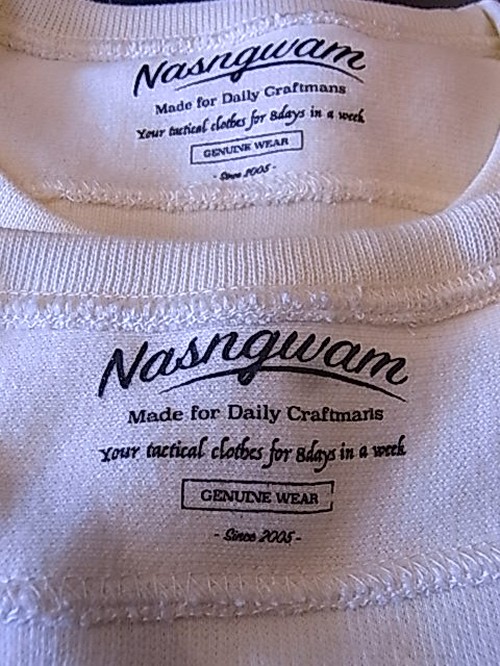 Nasngwam
Made for Daily Craftmans
Your tactical clothes for 8days in a week
GENUINE WEAR
- Since 2005 -
Nasngwam
Made for Daily Craftmans
Your tactical clothes for 8days in a week
GENUINE WEAR
- Since 2005 -